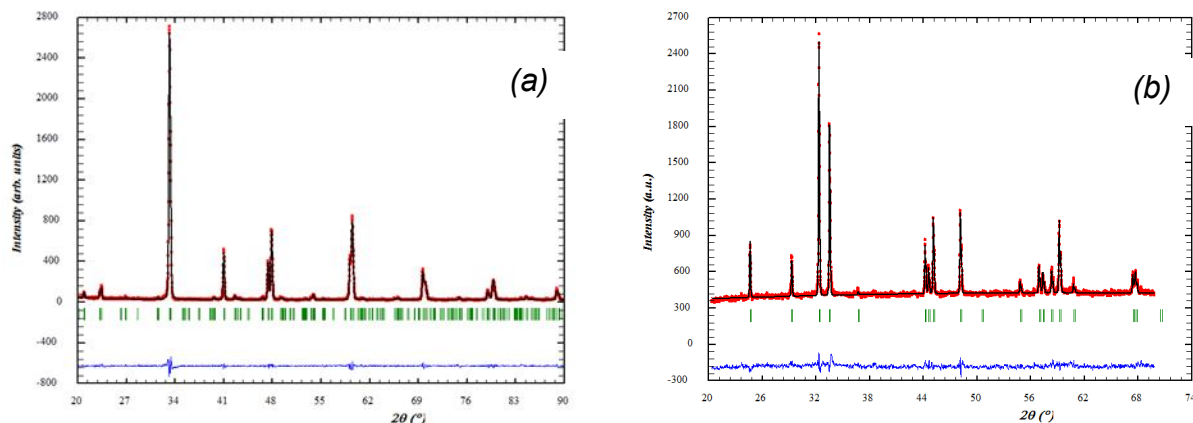 2800
2400
2000
1600
1200
800
400
0
-400
-800
Intensity (arb. units)
(a)
20 27 34 41 48 55 62 69 76 83 90
2θ (°)
2700
2400
2100
1800
1500
1200
900
600
300
0
-300
Intensity (a.u.)
(b)
20 26 32 38 44 50 56 62 68 74
2θ (°)